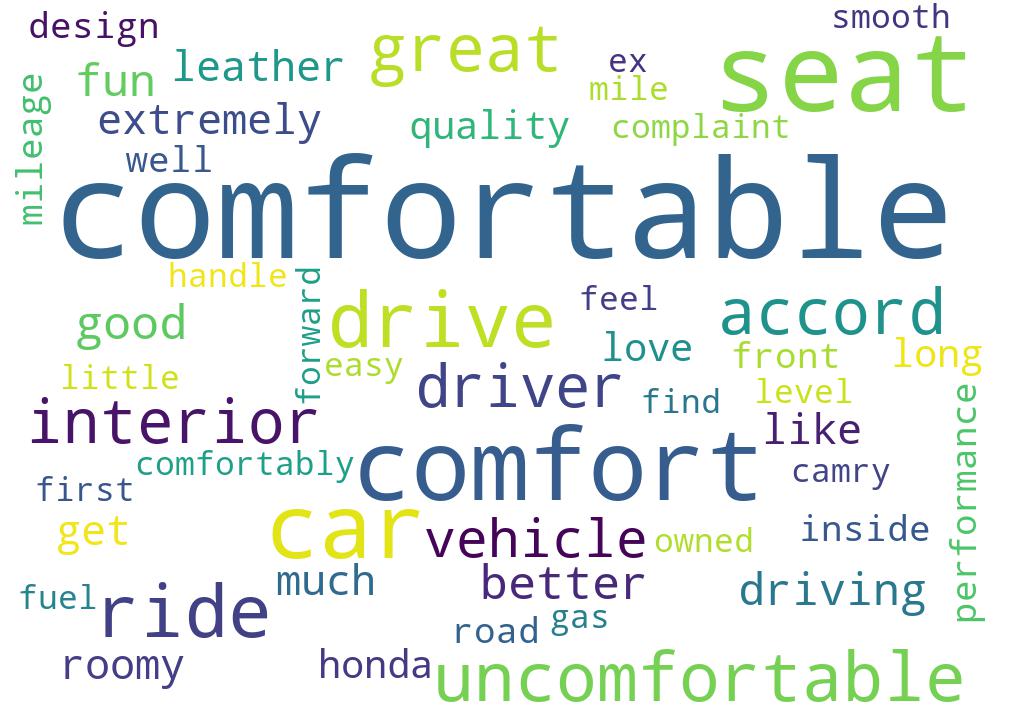 design
smooth
great
seat
fun
leather
ex
mile
mileage
extremely
quality
complaint
well
comfortable
handle
forward
drive
feel
accord
good
love
front
long
easy
little
driver
find
level
interior
like
comfortably
comfort
camry
performance
first
get
car
vehicle
owned
inside
much
better
driving
fuel
ride
gas
road
roomy
honda
uncomfortable